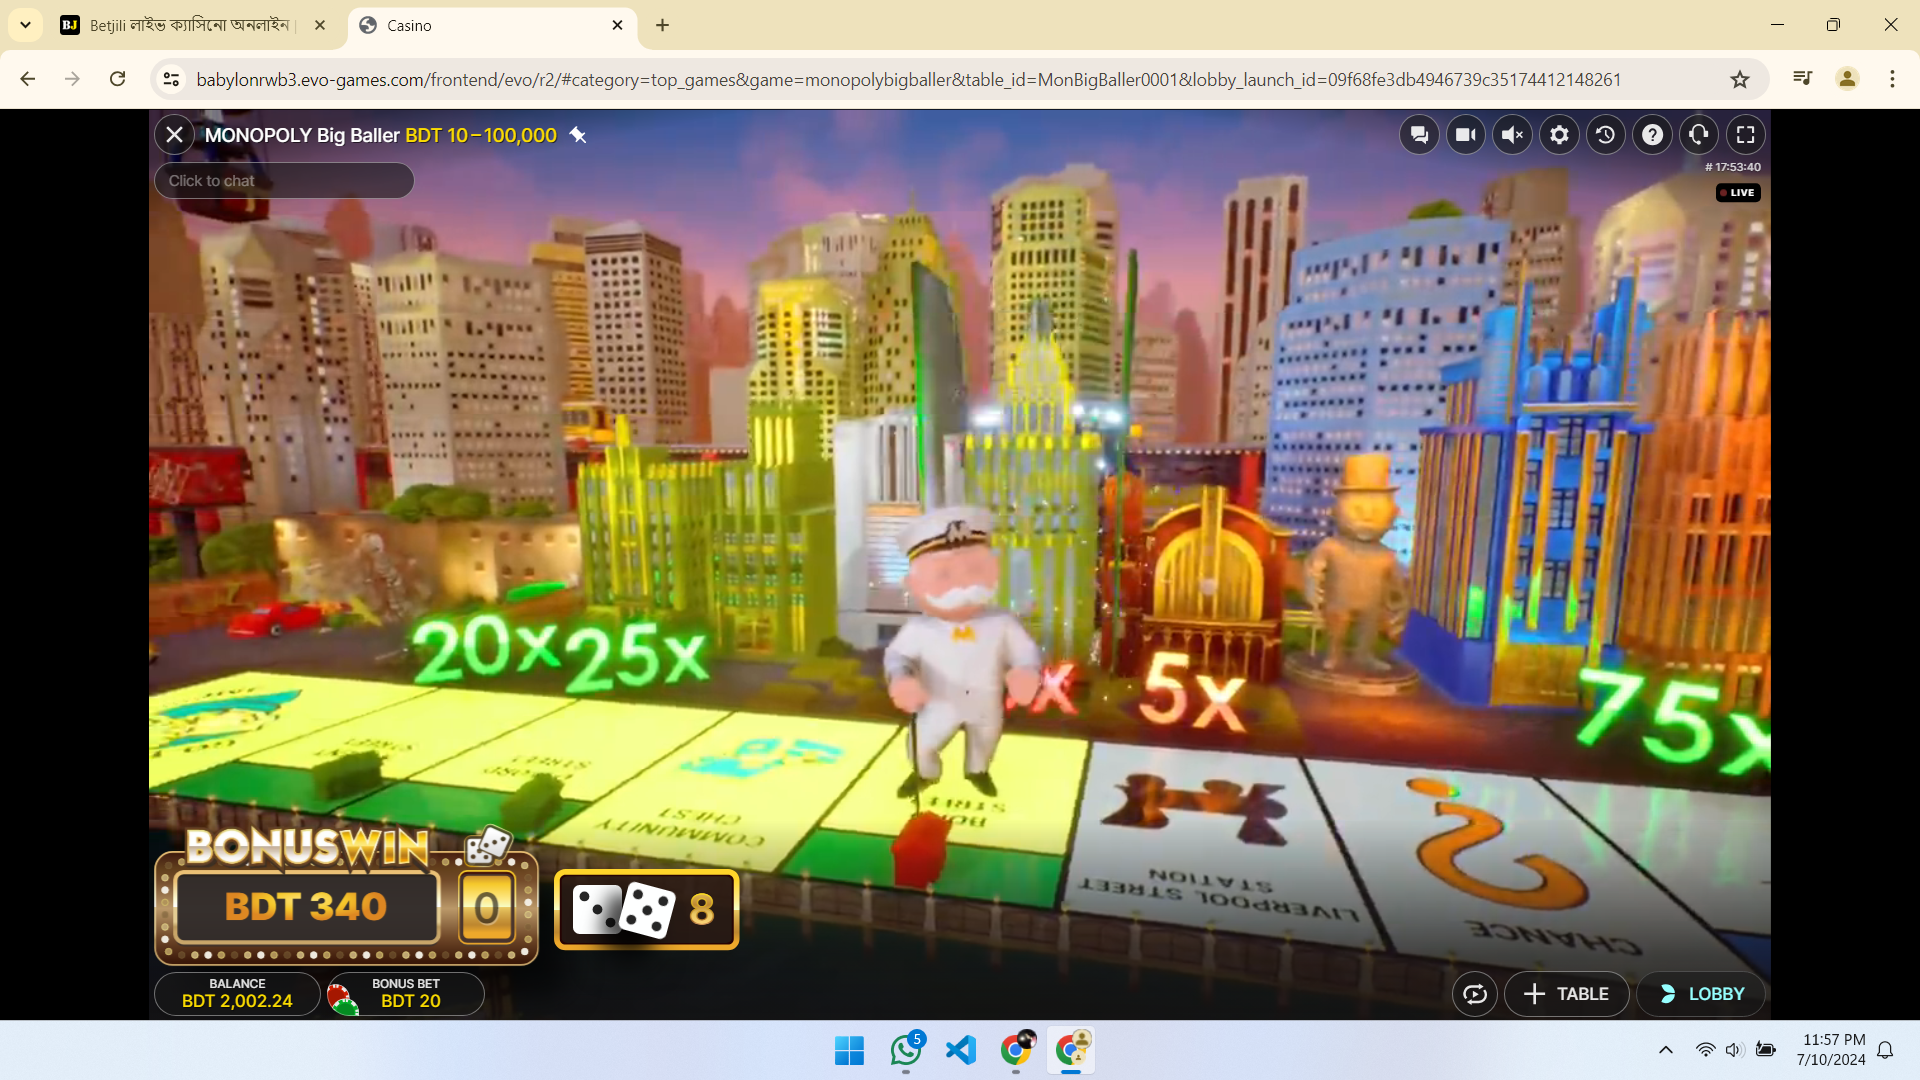 Betjili লাইভ ক্যাসিনো অনলাইন |
Casino
babylonrwb3.evo-games.com/frontend/evo/r2/#category=top_games&game=monopolybigballer&table_id=MonBigBaller0001&lobby_launch_id=09f68fe3db4946739c35174412148261
MONOPOLY Big Baller BDT 10–100,000
Click to chat
# 17:53:40
LIVE
20x 25x
x
5x
75x
COMMUNITY
CHEST
STREET
LIVERPOOL STREET
STATION
CHANCE
BONUS WIN
BDT 340
0
8
BALANCE
BDT 2,002.24
BONUS BET
BDT 20
TABLE
LOBBY
5
11:57 PM
7/10/2024